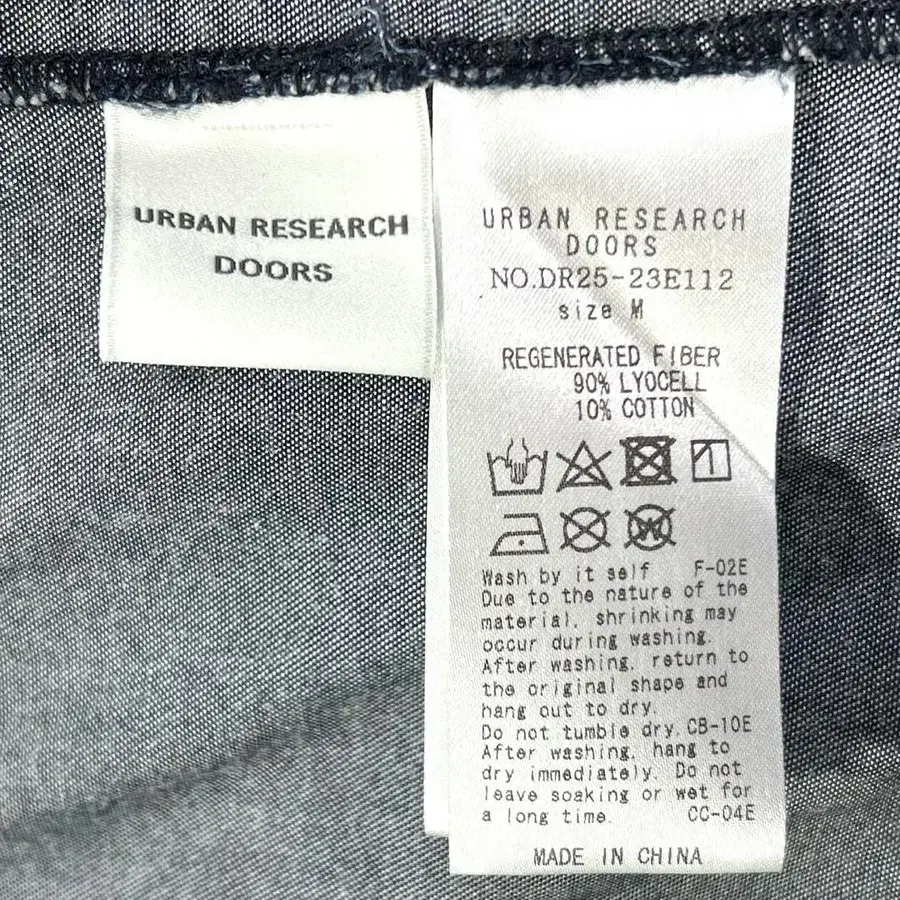 URBAN RESEARCH
DOORS
URBAN RESEARCH
DOORS
NO.DR25-23E112
size M
REGENERATED FIBER
90% LYOCELL
10% COTTON
W
Wash by it self F-02E
Due to the nature of the
material, shrinking may
occur during washing.
After washing, return to
the original shape and
hang out to dry.
Do not tumble dry. CB-10E
After washing, hang to
dry immediately. Do not
leave soaking or wet for
a long time. CC-04E
MADE IN CHINA